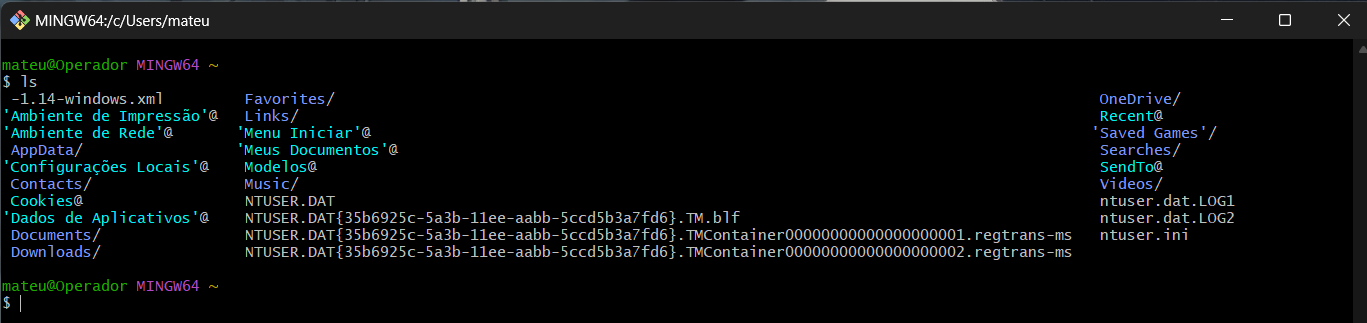 MINGW64:/c/Users/mateu
mateu@Operador MINGW64 ~
$ ls
-1.14-windows.xml Favorites/ OneDrive/
'Ambiente de Impressão'@ Links/ Recent@
'Ambiente de Rede'@ 'Menu Iniciar'@ 'Saved Games'/
AppData/ 'Meus Documentos'@ Searches/
'Configurações Locais'@ Modelos@ SendTo@
Contacts/ Music/ Videos/
Cookies@ NTUSER.DAT ntuser.dat.LOG1
'Dados de Aplicativos'@ NTUSER.DAT{35b6925c-5a3b-11ee-aabb-5ccd5b3a7fd6}.TM.blf ntuser.dat.LOG2
Documents/ NTUSER.DAT{35b6925c-5a3b-11ee-aabb-5ccd5b3a7fd6}.TMContainer00000000000000000001.regtrans-ms ntuser.ini
Downloads/ NTUSER.DAT{35b6925c-5a3b-11ee-aabb-5ccd5b3a7fd6}.TMContainer00000000000000000002.regtrans-ms
mateu@Operador MINGW64 ~
$